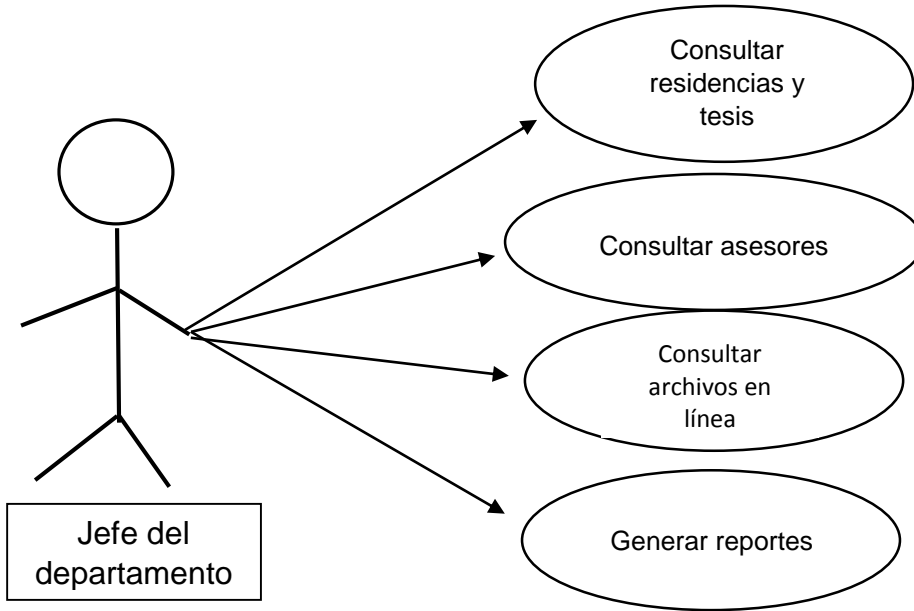 Consultar
residencias y
tesis
Consultar asesores
Consultar
archivos en
línea
Generar reportes
Jefe del
departamento